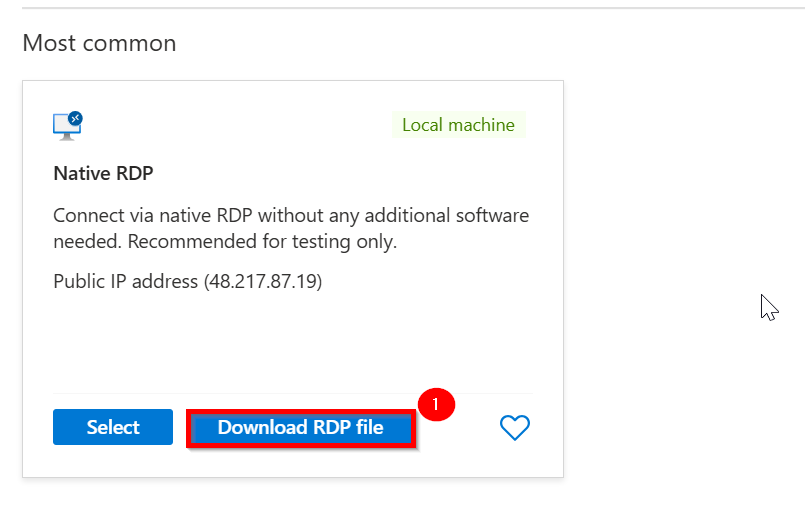 Most common
Local machine
Native RDP
Connect via native RDP without any additional software
needed. Recommended for testing only.
Public IP address (48.217.87.19)
1
Select
Download RDP file